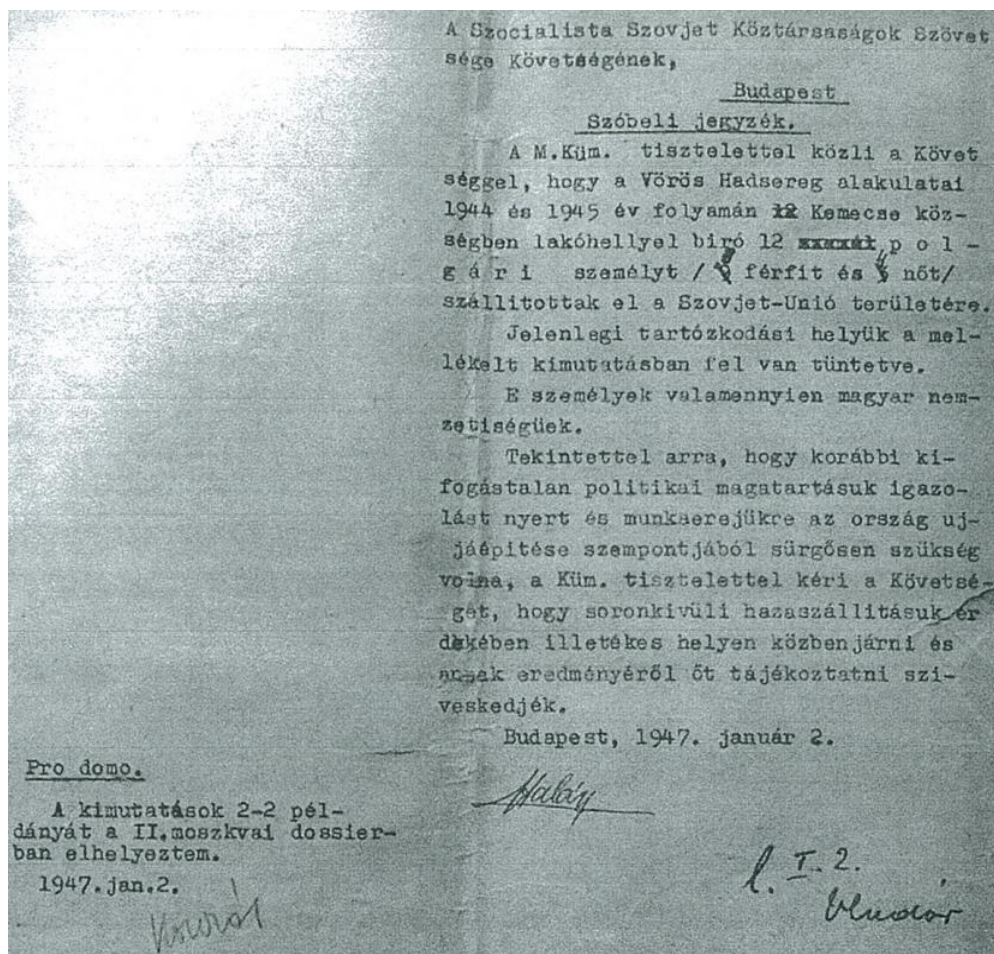 A Szocialista Szovjet Köztársaságok Szövet
sége Követségének,
Budapest
Szóbeli jegyzék.
A M.Küm. tisztelettel közli a Követ
séggel, hogy a Vörös Hadsereg alakulatai
1944 és 1945 év folyamán Kemecse köz-
ségben lakóhellyel biró 12 p o l -
g á r i személyt / férfit és nőt/
szállitottak el a Szovjet-Unió területére.
Jelenlegi tartózkodási helyük a mel-
lékelt kimutatásban fel van tüntetve.
E személyek valamennyien magyar nem-
zetiségüek.
Tekintettel arra, hogy korábbi ki-
fogástalan politikai magatartásuk igazo-
lást nyert és munkaerejükre az ország uj-
jáépitése szempontjából sürgősen szükség
volna, a Küm. tisztelettel kéri a Követsé-
gét, hogy soronkivüli hazaszállitásuk ér
dekében illetékes helyen közbenjárni és
annak eredményéről őt tájékoztatni szi-
veskedjék.
Budapest, 1947. január 2.
Pro domo.
A kimutatások 2-2 pél-
dányát a II.moszkvai dossier-
ban elhelyeztem.
1947.jan.2.
l. I. 2.